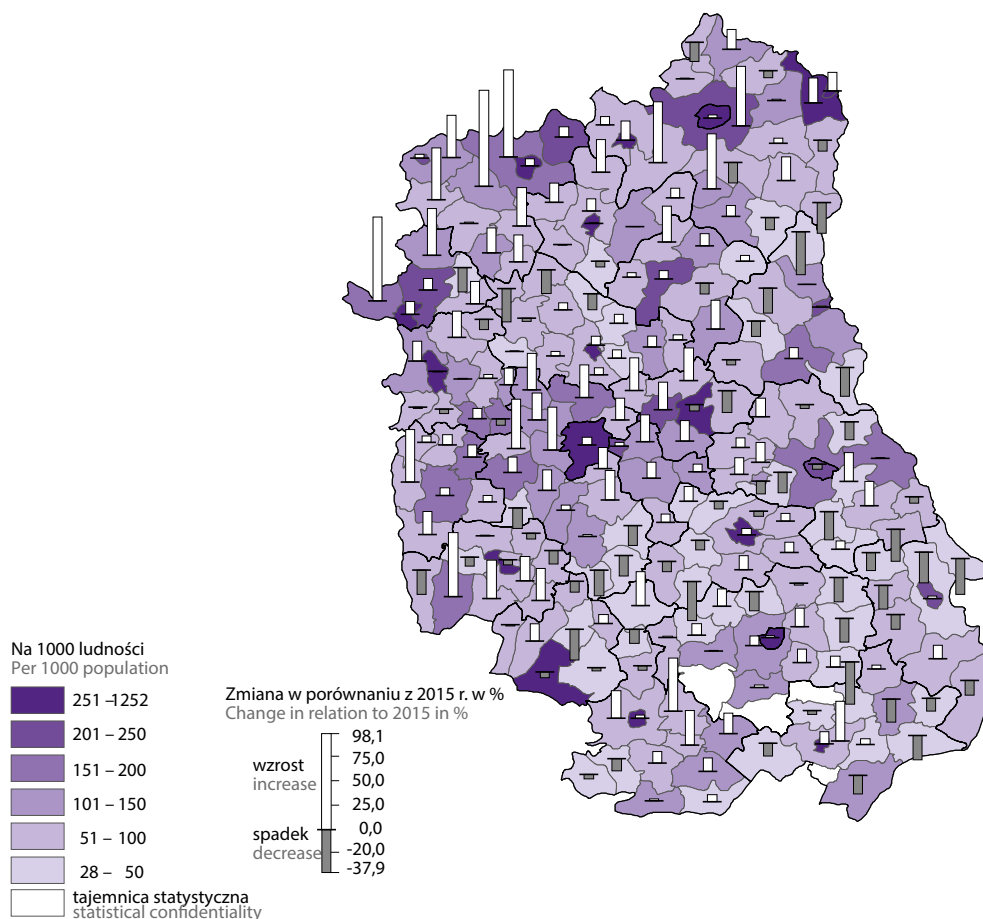 Na 1000 ludności
Per 1000 population
251 –1252
201 – 250
151 – 200
101 – 150
51 – 100
28 – 50
tajemnica statystyczna
statistical confidentiality
Zmiana w porównaniu z 2015 r. w %
Change in relation to 2015 in %
wzrost
increase
spadek
decrease
98,1
75,0
50,0
25,0
0,0
-20,0
-37,9